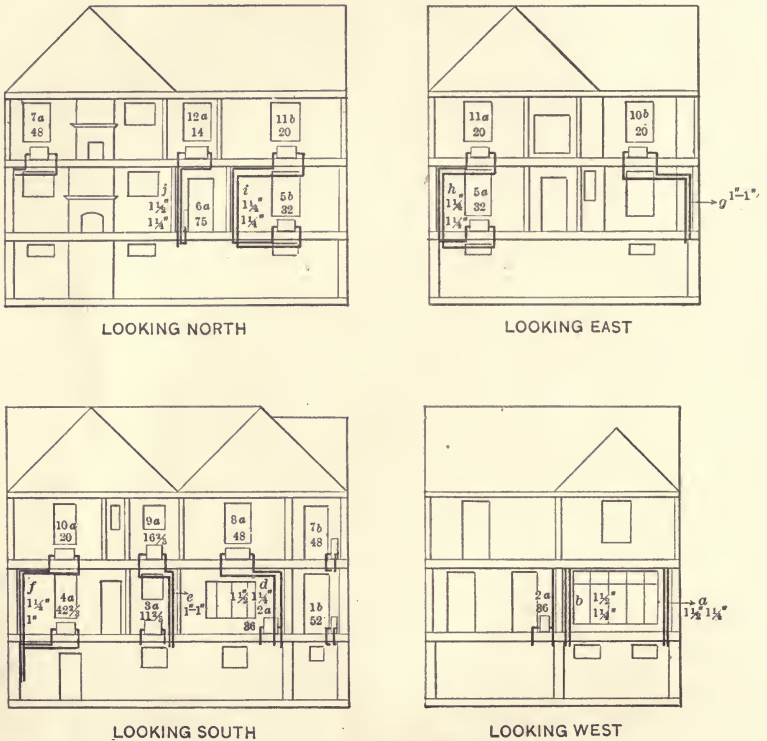 7a
48
12a
14
11b
20
j
1½"
1¼"
6a
75
i
1½"
1¼"
5b
32
LOOKING NORTH
11a
20
10b
20
h
1½"
1¼"
5a
32
g 1"-1"
LOOKING EAST
10a
20
9a
16⅔
8a
48
7b
48
f
1¼"
1"
4a
42⅔
3a
11⅔
e
1"-1"
d
1½" 1¼"
2a
36
1b
52
LOOKING SOUTH
2a
36
b
1½"
1¼"
a
1½" 1¼"
LOOKING WEST